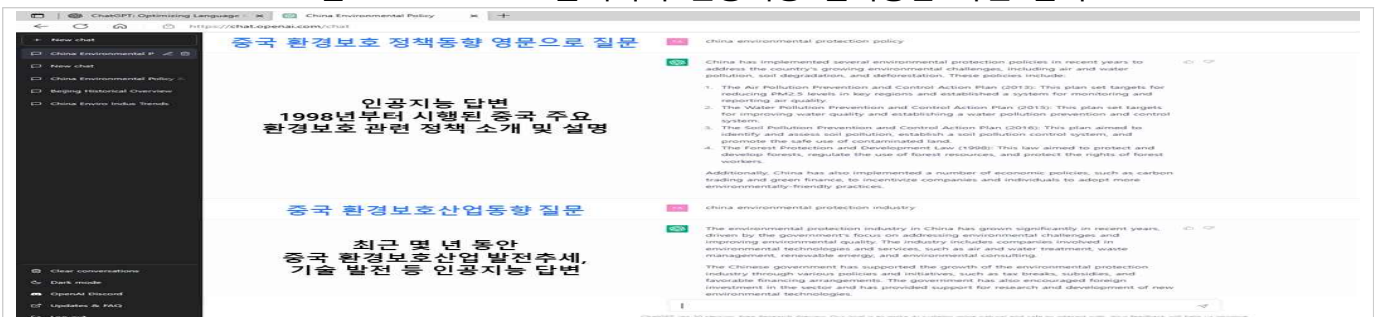 ChatGPT: Optimizing Language
China Environmental Policy
https://chat.openai.com/chat
New chat
China Environmental P
New chat
China Environmental Policy
Beijing Historical Overview
China Enviro Indus Trends
Clear conversations
Dark mode
OpenAI Discord
Updates & FAQ
중국 환경보호 정책동향 영문으로 질문
china environmental protection policy
인공지능 답변
1998년부터 시행된 중국 주요
환경보호 관련 정책 소개 및 설명
China has implemented several environmental protection policies in recent years to
address the country's growing environmental challenges, including air and water
pollution, soil degradation, and deforestation. These policies include:
1. The Air Pollution Prevention and Control Action Plan (2013): This plan set targets for
reducing PM2.5 levels in key regions and established a system for monitoring and
reporting air quality.
2. The Water Pollution Prevention and Control Action Plan (2015): This plan set targets
for improving water quality and establishing a water pollution prevention and control
system.
3. The Soil Pollution Prevention and Control Action Plan (2016): This plan aimed to
identify and assess soil pollution, establish a soil pollution control system, and
promote the safe use of contaminated land.
4. The Forest Protection and Development Law (1998): This law aimed to protect and
develop forests, regulate the use of forest resources, and protect the rights of forest
workers.
Additionally, China has also implemented a number of economic policies, such as carbon
trading and green finance, to incentivize companies and individuals to adopt more
environmentally-friendly practices.
중국 환경보호산업동향 질문
china environmental protection industry
최근 몇 년 동안
중국 환경보호산업 발전추세,
기술 발전 등 인공지능 답변
The environmental protection industry in China has grown significantly in recent years,
driven by the government's focus on addressing environmental challenges and
improving environmental quality. The industry includes companies involved in
environmental technologies and services, such as air and water treatment, waste
management, renewable energy, and environmental consulting.
The Chinese government has supported the growth of the environmental protection
industry through various policies and initiatives, such as tax breaks, subsidies, and
favorable financing arrangements. The government has also encouraged foreign
investment in the sector and has provided support for research and development of new
environmental technologies.